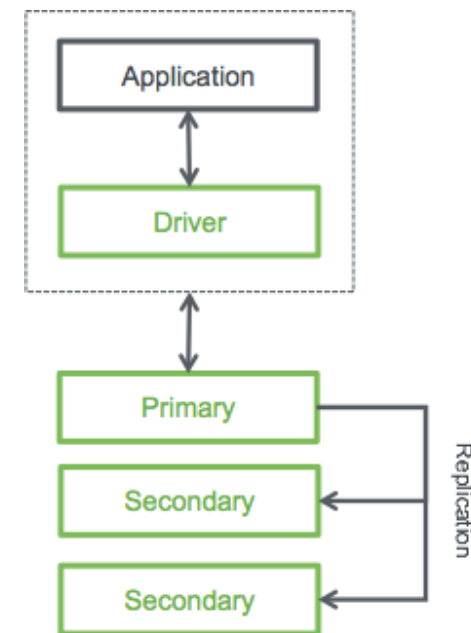 Application
Driver
Primary
Secondary
Secondary
Replication